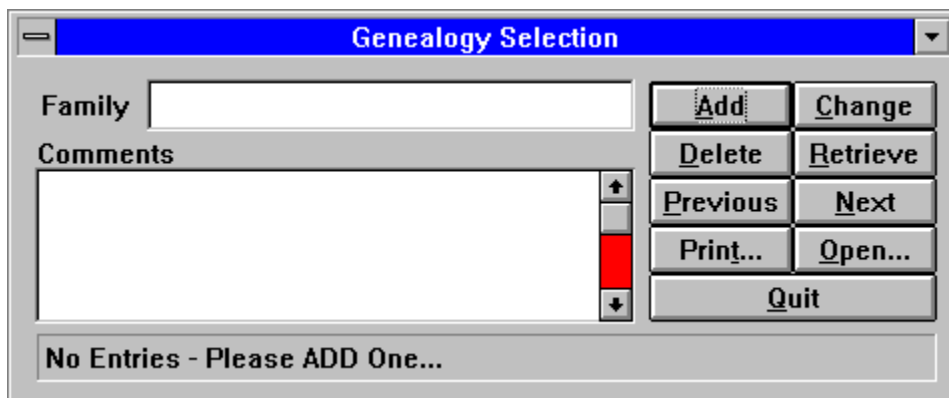 Genealogy Selection
Family
Add Change
Comments
Delete Retrieve
Previous Next
Print... Open...
Quit
No Entries - Please ADD One...